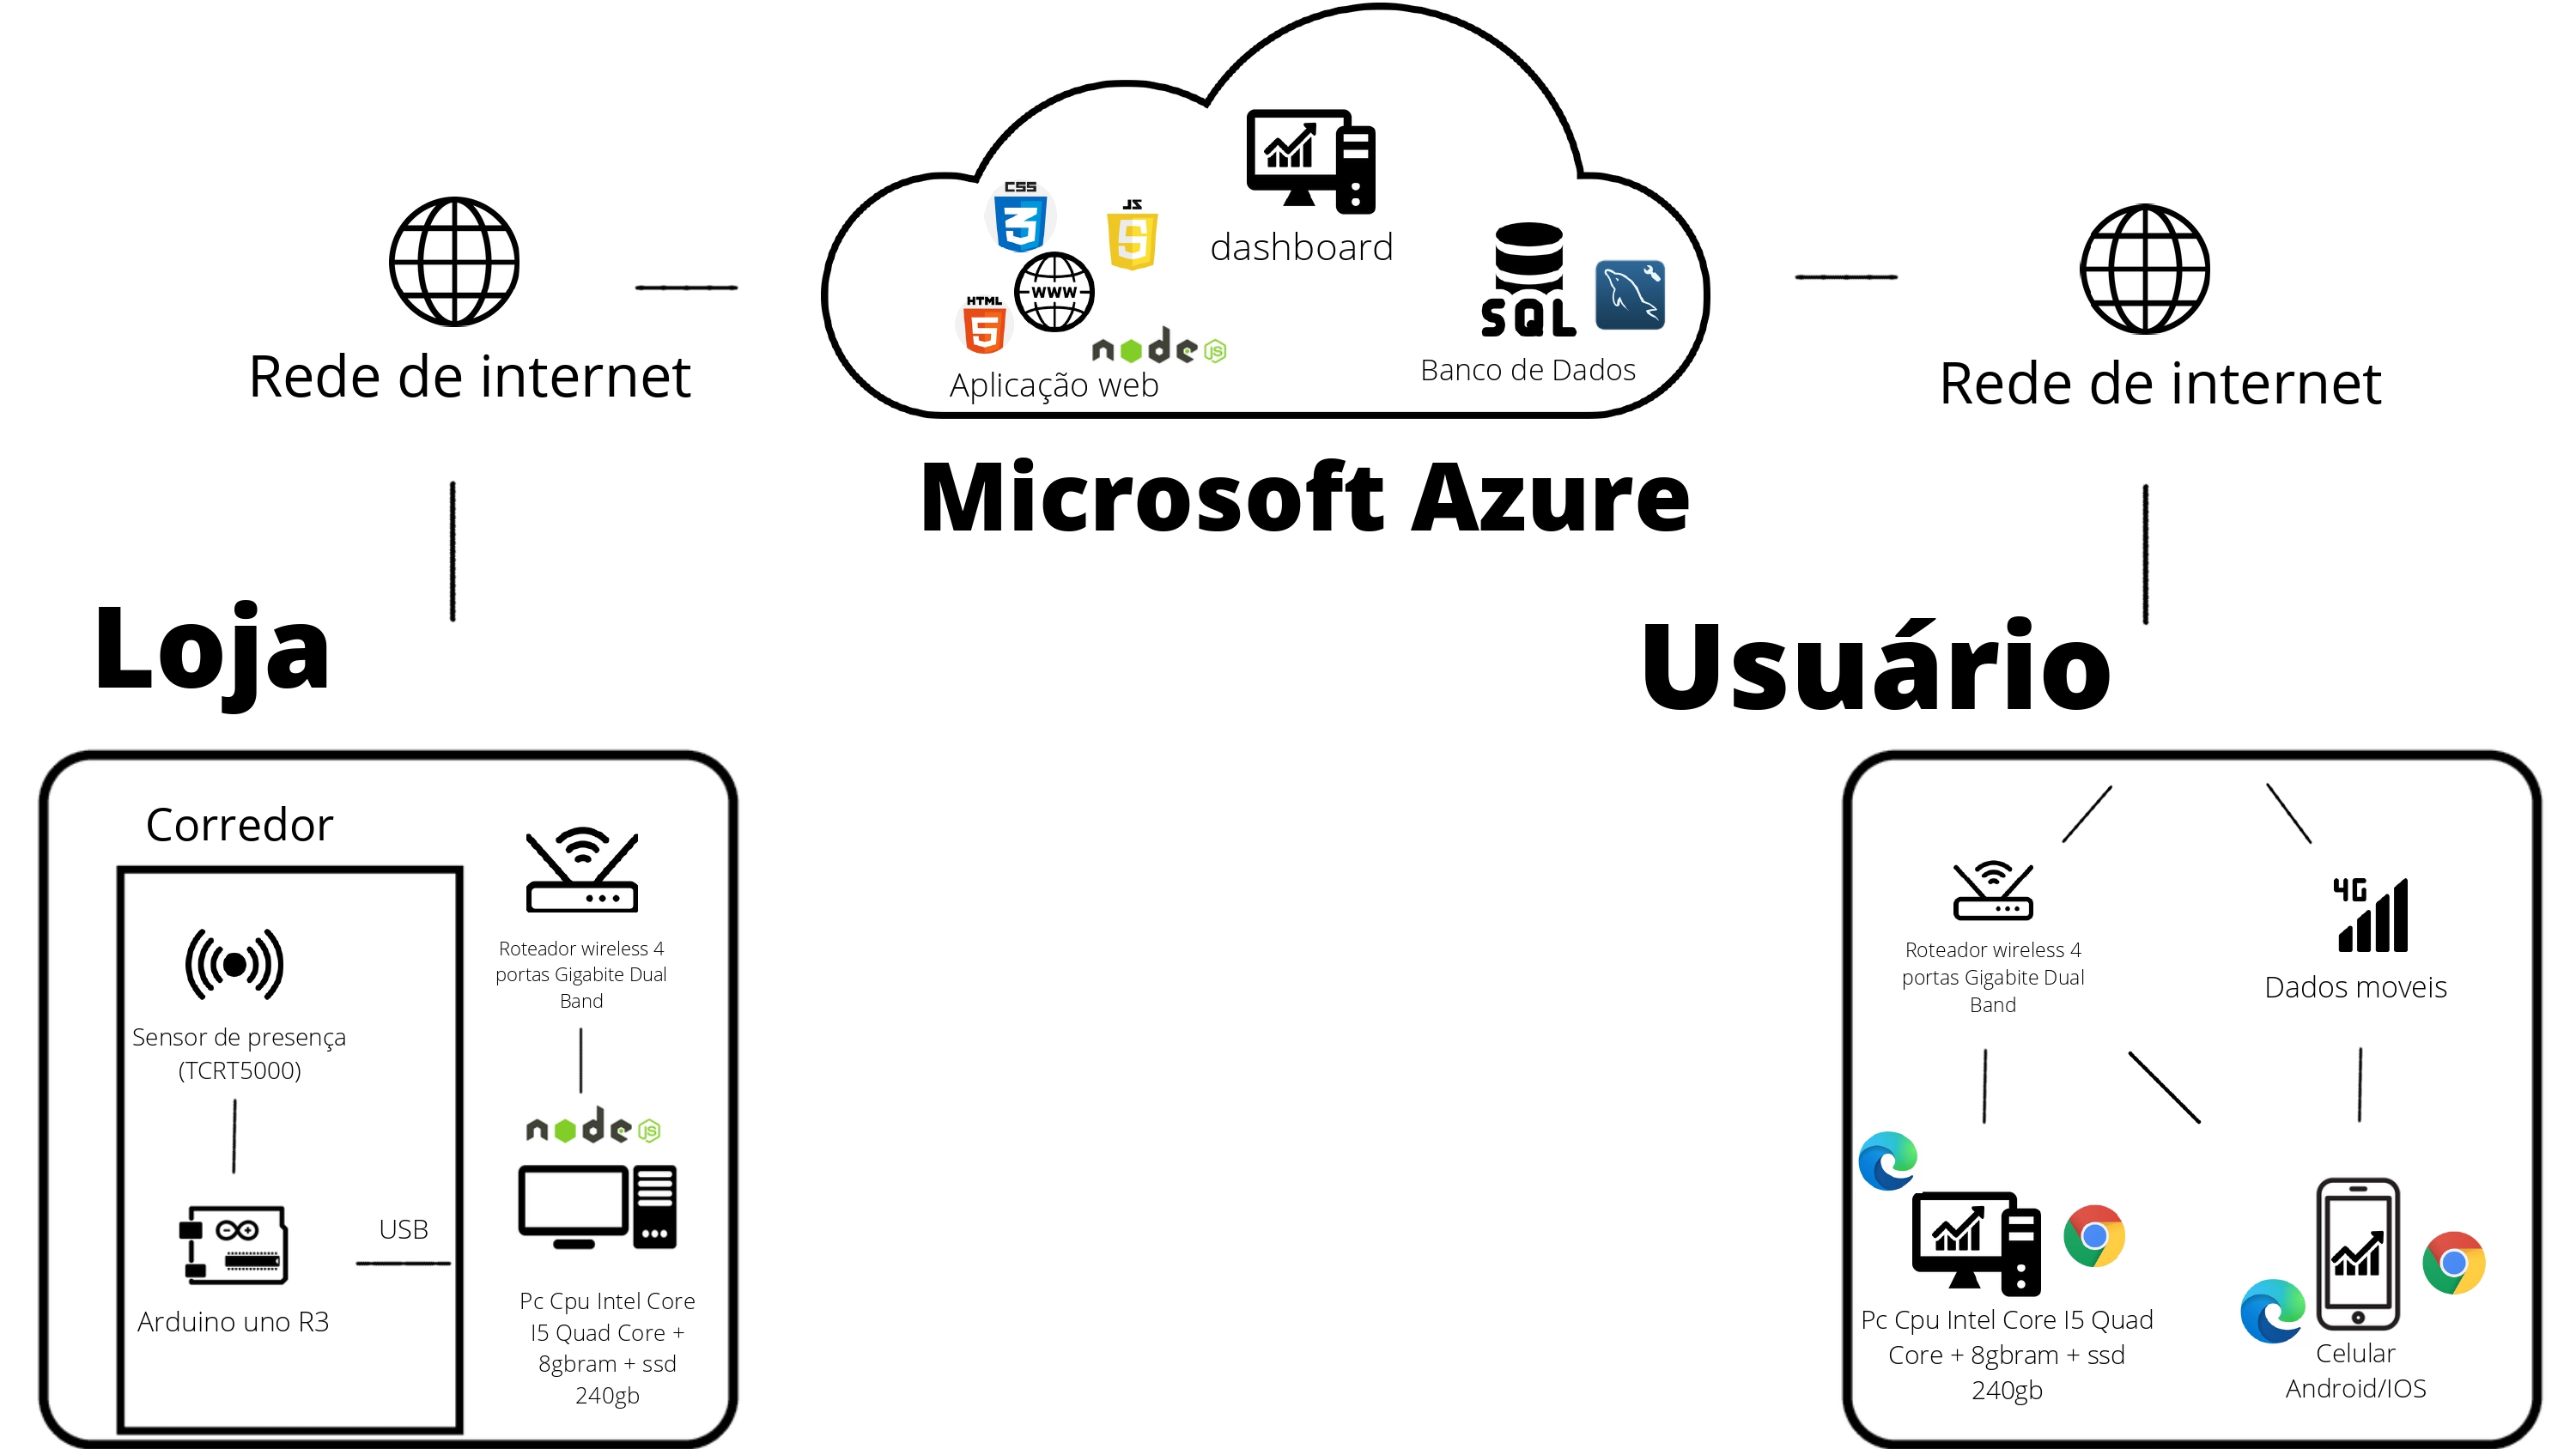 CSS
JS
dashboard
WWW
HTML
5
3
5
node
JS
SQL
Aplicação web
Banco de Dados
Rede de internet
Rede de internet
Microsoft Azure
Loja
Usuário
Corredor
Sensor de presença
(TCRT5000)
Arduino uno R3
USB
Roteador wireless 4
portas Gigabite Dual
Band
node
JS
Pc Cpu Intel Core
I5 Quad Core +
8gbram + ssd
240gb
Roteador wireless 4
portas Gigabite Dual
Band
4G
Dados moveis
Pc Cpu Intel Core I5 Quad
Core + 8gbram + ssd
240gb
Celular
Android/IOS